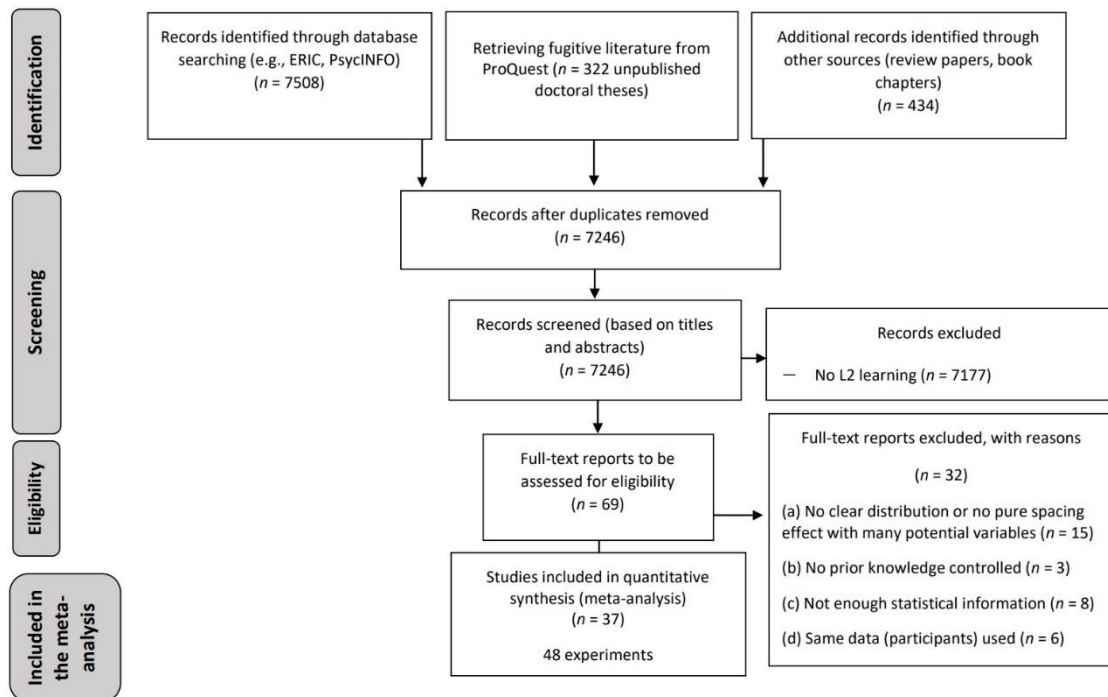 Identification
Records identified through database
searching (e.g., ERIC, PsycINFO)
(n = 7508)
Retrieving fugitive literature from
ProQuest (n = 322 unpublished
doctoral theses)
Additional records identified through
other sources (review papers, book
chapters)
(n = 434)
Screening
Records after duplicates removed
(n = 7246)
Records screened (based on titles
and abstracts)
(n = 7246)
Records excluded
— No L2 learning (n = 7177)
Eligibility
Full-text reports to be
assessed for eligibility
(n = 69)
Full-text reports excluded, with reasons
(n = 32)
(a) No clear distribution or no pure spacing
effect with many potential variables (n = 15)
(b) No prior knowledge controlled (n = 3)
(c) Not enough statistical information (n = 8)
(d) Same data (participants) used (n = 6)
Included in
the meta-
analysis
Studies included in quantitative
synthesis (meta-analysis)
(n = 37)
48 experiments